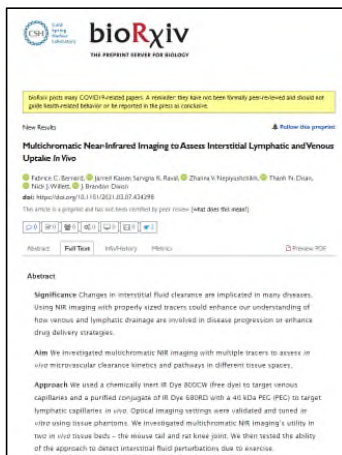 CSH
Cold
Spring
Harbor
Laboratory
bioRxiv
THE PREPRINT SERVER FOR BIOLOGY
bioRxiv posts many COVID19-related papers. A reminder: they have not been formally peer-reviewed and should not
guide health-related behavior or be reported in the press as conclusive.
New Results
Follow this preprint
Multichromatic Near-Infrared Imaging to Assess Interstitial Lymphatic and Venous
Uptake In Vivo
Fabrice C. Bernard, Jarred Kaiser, Sarvgna K. Raval, Zhanna V. Nepiyushchikh, Thanh N. Doan,
Nick J. Willett, J. Brandon Dixon
doi: https://doi.org/10.1101/2021.03.07.434298
This article is a preprint and has not been certified by peer review [what does this mean?]
0 0 0 0 0 0
Abstract Full Text Info/History Metrics Preview PDF
Abstract
Significance Changes in interstitial fluid clearance are implicated in many diseases.
Using NIR imaging with properly sized tracers could enhance our understanding of
how venous and lymphatic drainage are involved in disease progression or enhance
drug delivery strategies.
Aim We investigated multichromatic NIR imaging with multiple tracers to assess in
vivo microvascular clearance kinetics and pathways in different tissue spaces.
Approach We used a chemically inert IR Dye 800CW (free dye) to target venous
capillaries and a purified conjugate of IR Dye 680RD with a 40 kDa PEG (PEG) to target
lymphatic capillaries in vivo. Optical imaging settings were validated and tuned in
vitro using tissue phantoms. We investigated multichromatic NIR imaging's utility in
two in vivo tissue beds – the mouse tail and rat knee joint. We then tested the ability
of the approach to detect interstitial fluid perturbations due to exercise.